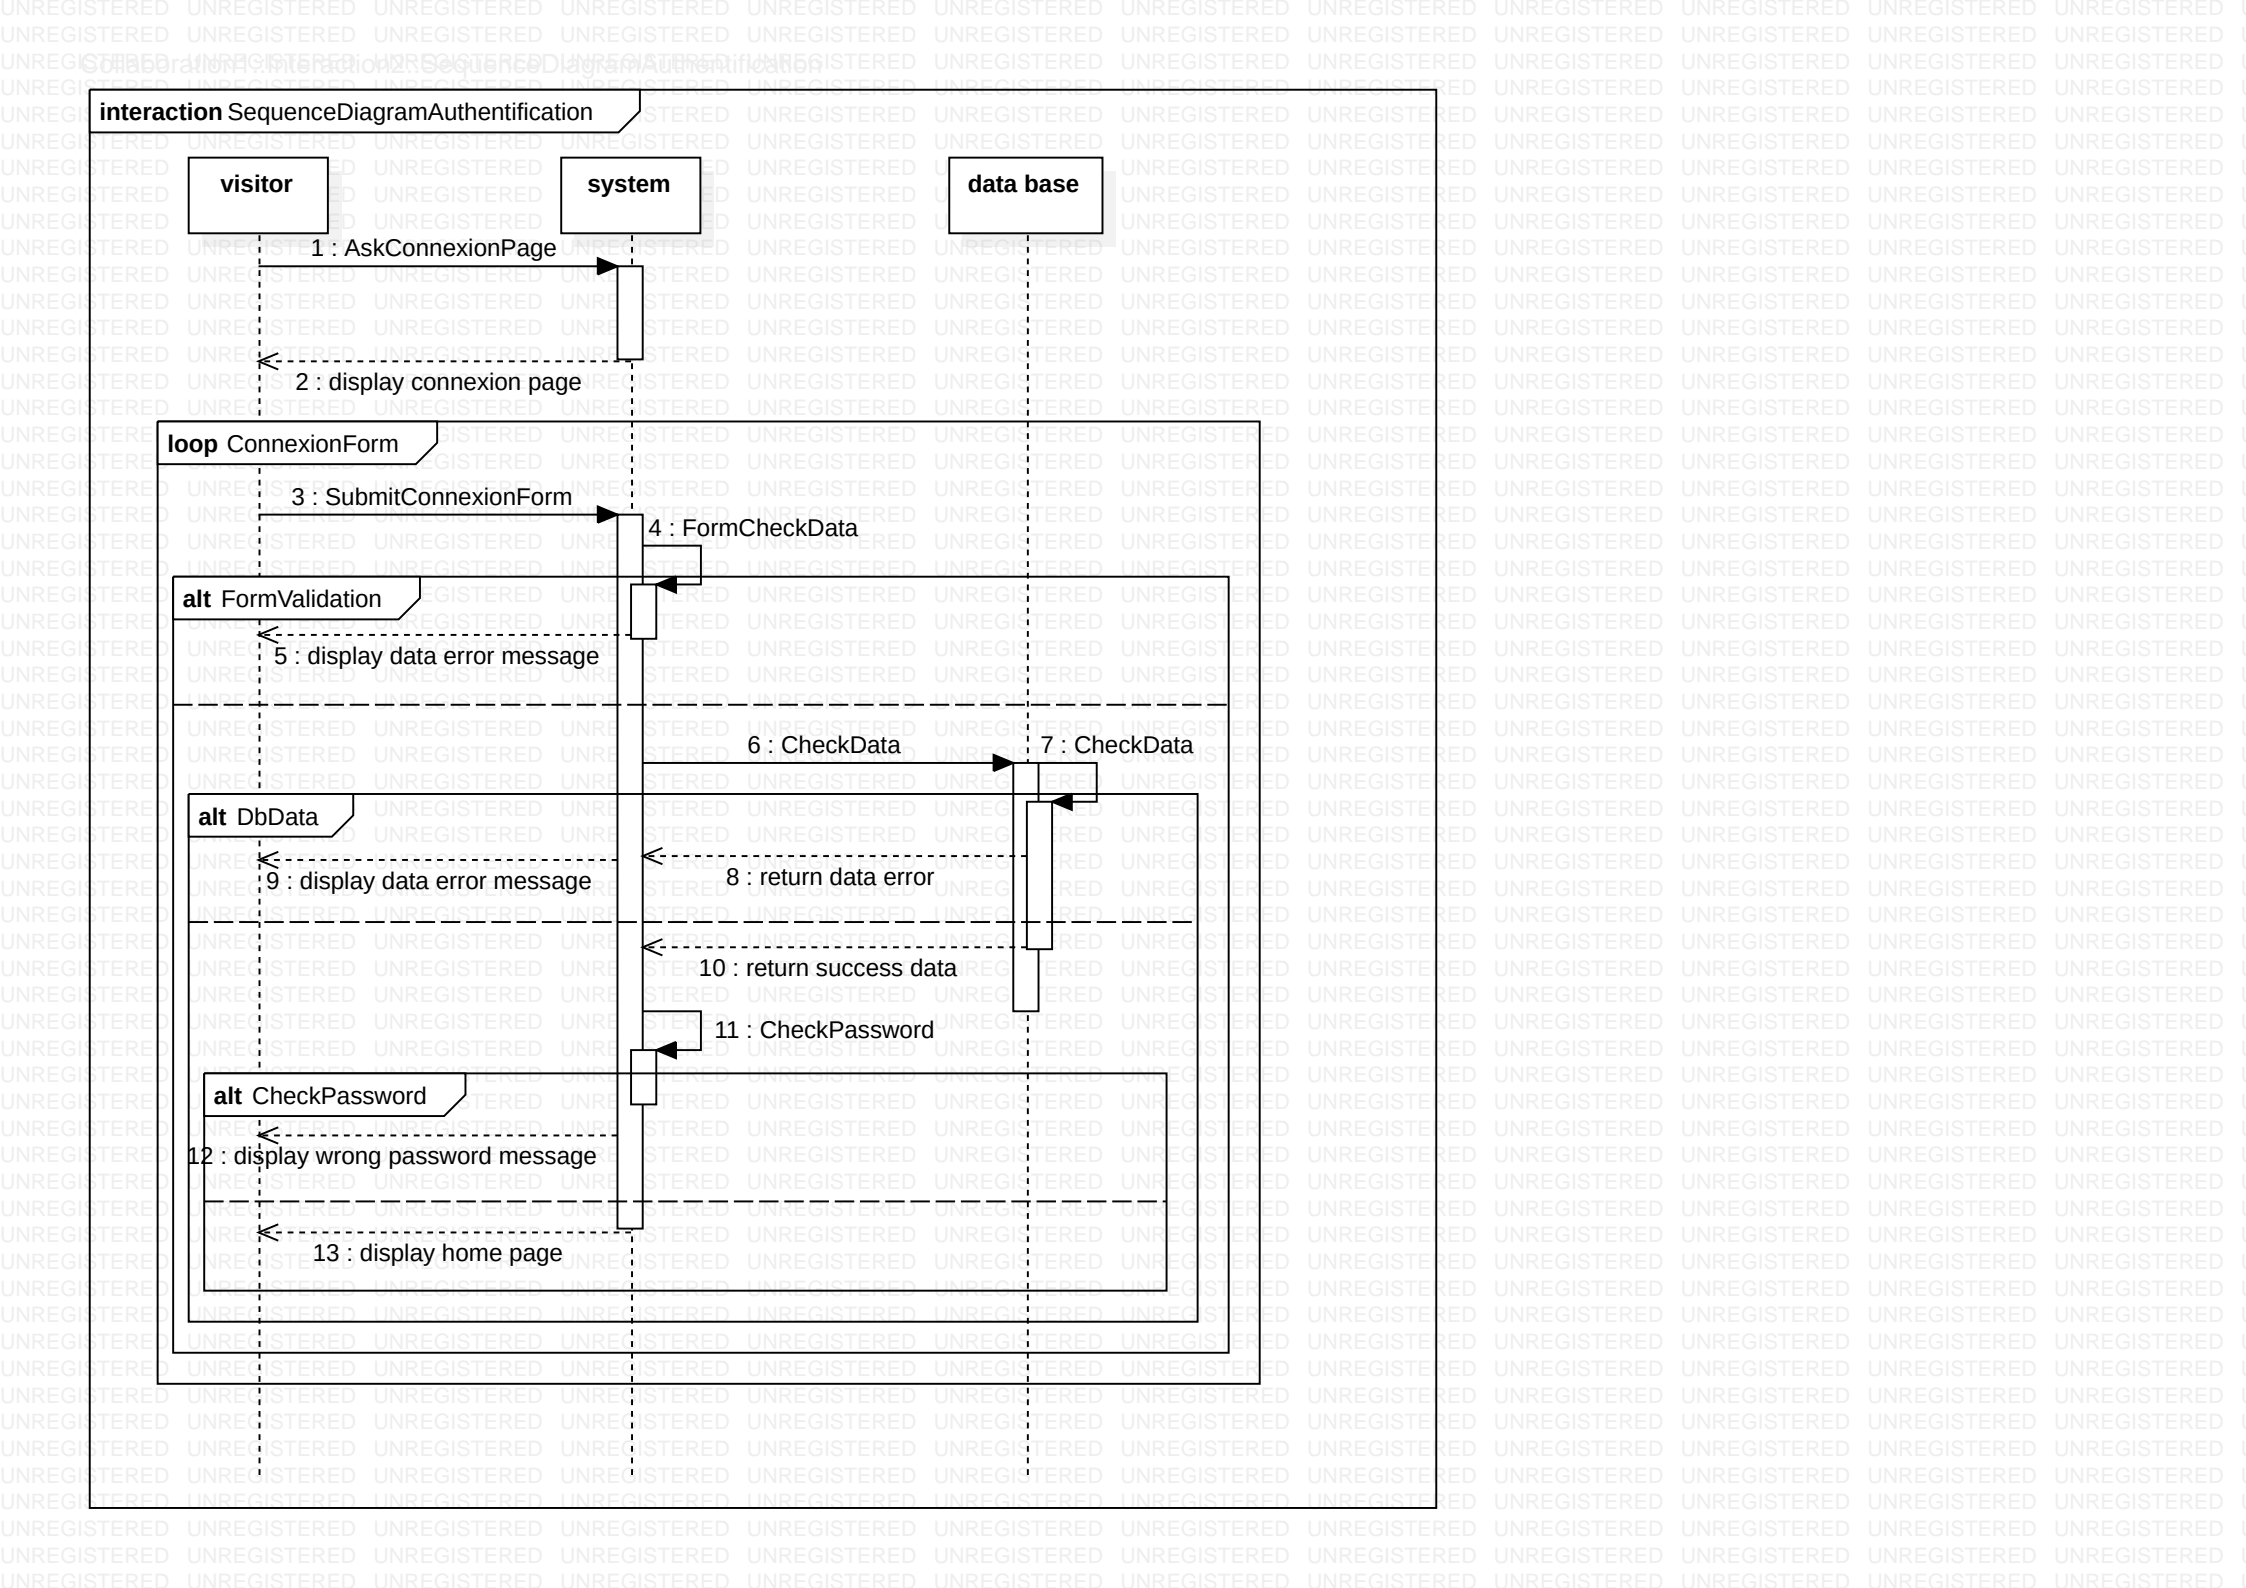 Collaboration1::Interaction2::SequenceDiagramAuthentification
interaction SequenceDiagramAuthentification
visitor
system
data base
1 : AskConnexionPage
2 : display connexion page
loop ConnexionForm
3 : SubmitConnexionForm
4 : FormCheckData
alt FormValidation
5 : display data error message
6 : CheckData
7 : CheckData
alt DbData
9 : display data error message
8 : return data error
10 : return success data
11 : CheckPassword
alt CheckPassword
12 : display wrong password message
13 : display home page
UNREGISTERED